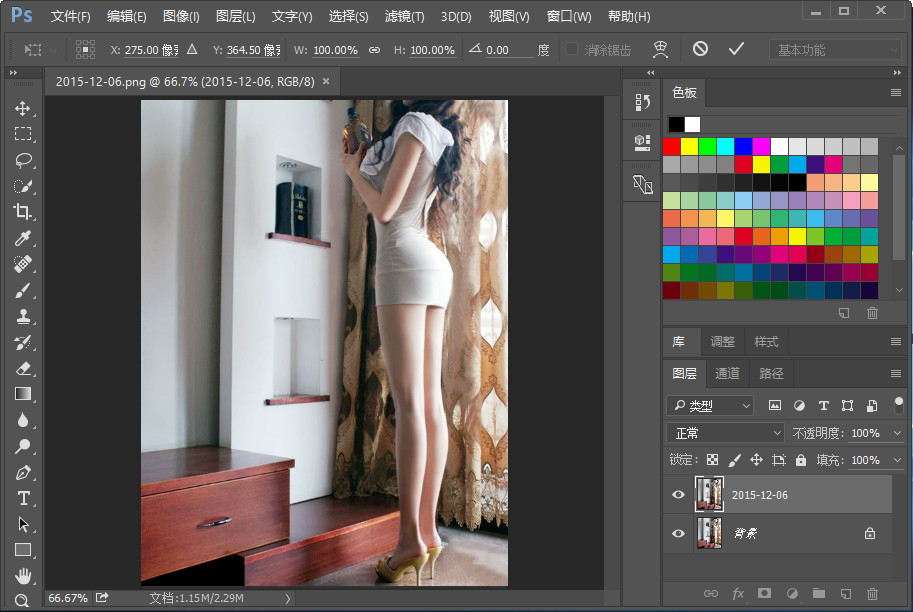 Ps 文件(F) 编辑(E) 图像(I) 图层(L) 文字(Y) 选择(S) 滤镜(T) 3D(D) 视图(V) 窗口(W) 帮助(H)
X: 275.00 像素 Y: 364.50 像素 W: 100.00% H: 100.00% 0.00 度 消除锯齿 基本功能
2015-12-06.png @ 66.7% (2015-12-06, RGB/8) ×
色板
库 调整 样式
图层 通道 路径
类型
正常 不透明度: 100%
锁定: 填充: 100%
2015-12-06
背景
66.67% 文档:1.15M/2.29M
fx